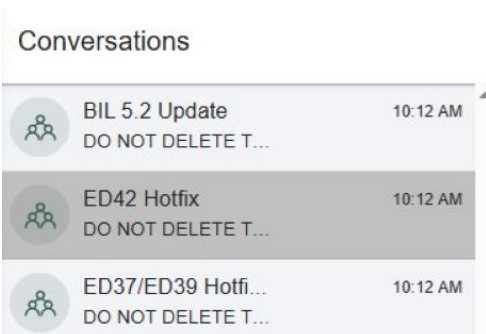 Conversations
BIL 5.2 Update 10:12 AM
DO NOT DELETE T...
ED42 Hotfix 10:12 AM
DO NOT DELETE T...
ED37/ED39 Hotfi... 10:12 AM
DO NOT DELETE T...